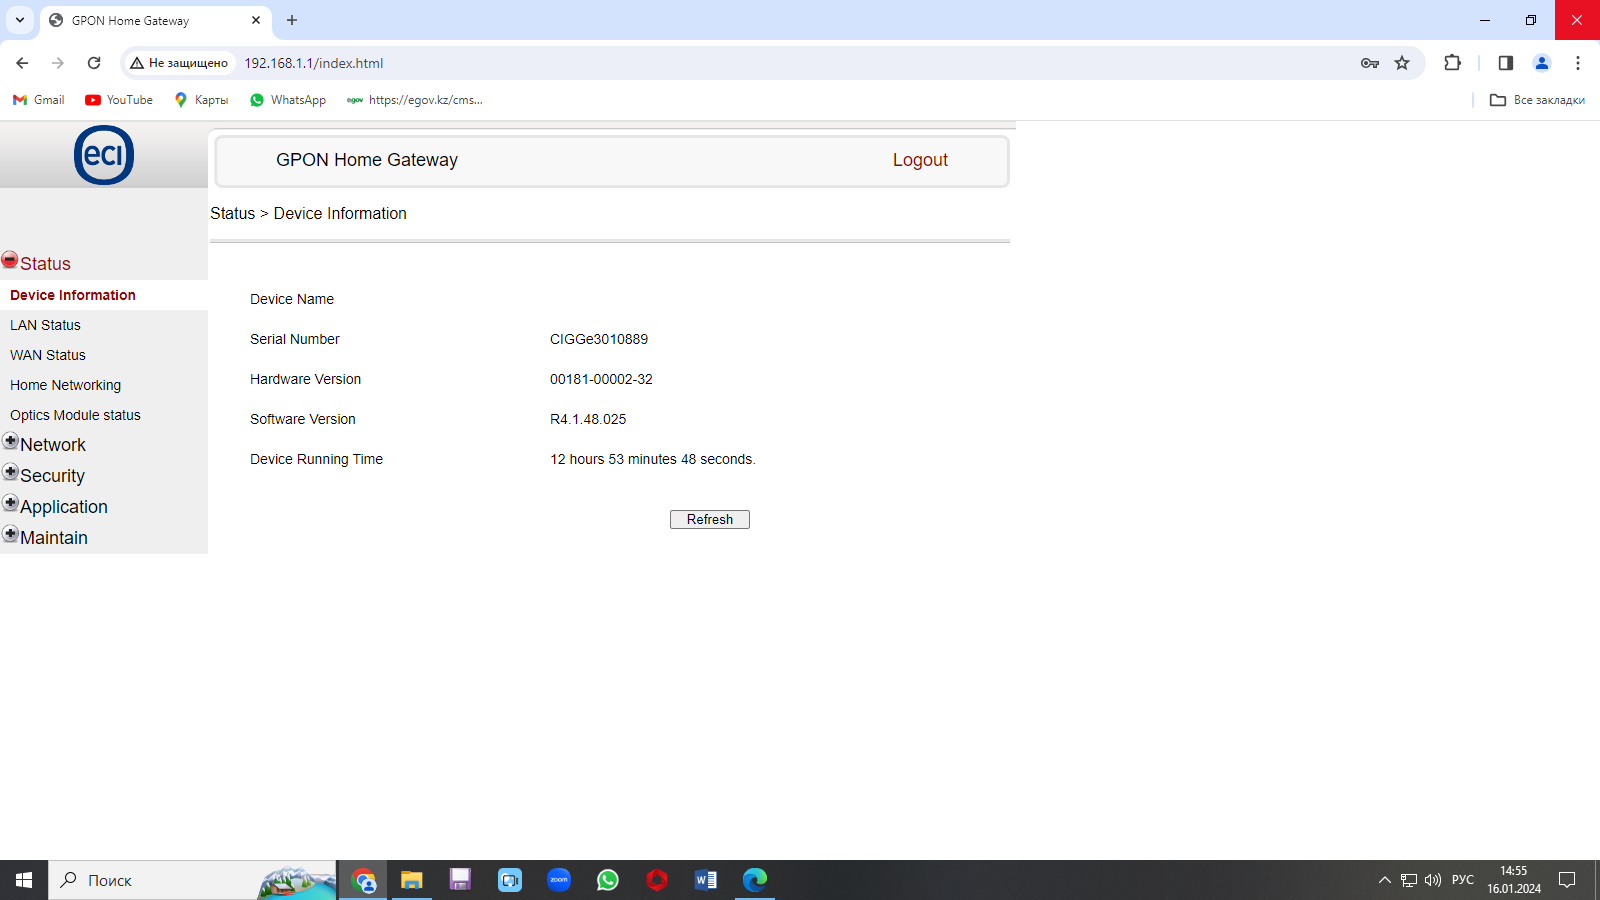 GPON Home Gateway
Не защищено 192.168.1.1/index.html
Gmail YouTube Карты WhatsApp egov https://egov.kz/cms... Все закладки
eci
GPON Home Gateway Logout
Status > Device Information
Status
Device Information
LAN Status
WAN Status
Home Networking
Optics Module status
Network
Security
Application
Maintain
Device Name
Serial Number CIGGe3010889
Hardware Version 00181-00002-32
Software Version R4.1.48.025
Device Running Time 12 hours 53 minutes 48 seconds.
Refresh
Поиск zoom W РУС 14:55
16.01.2024